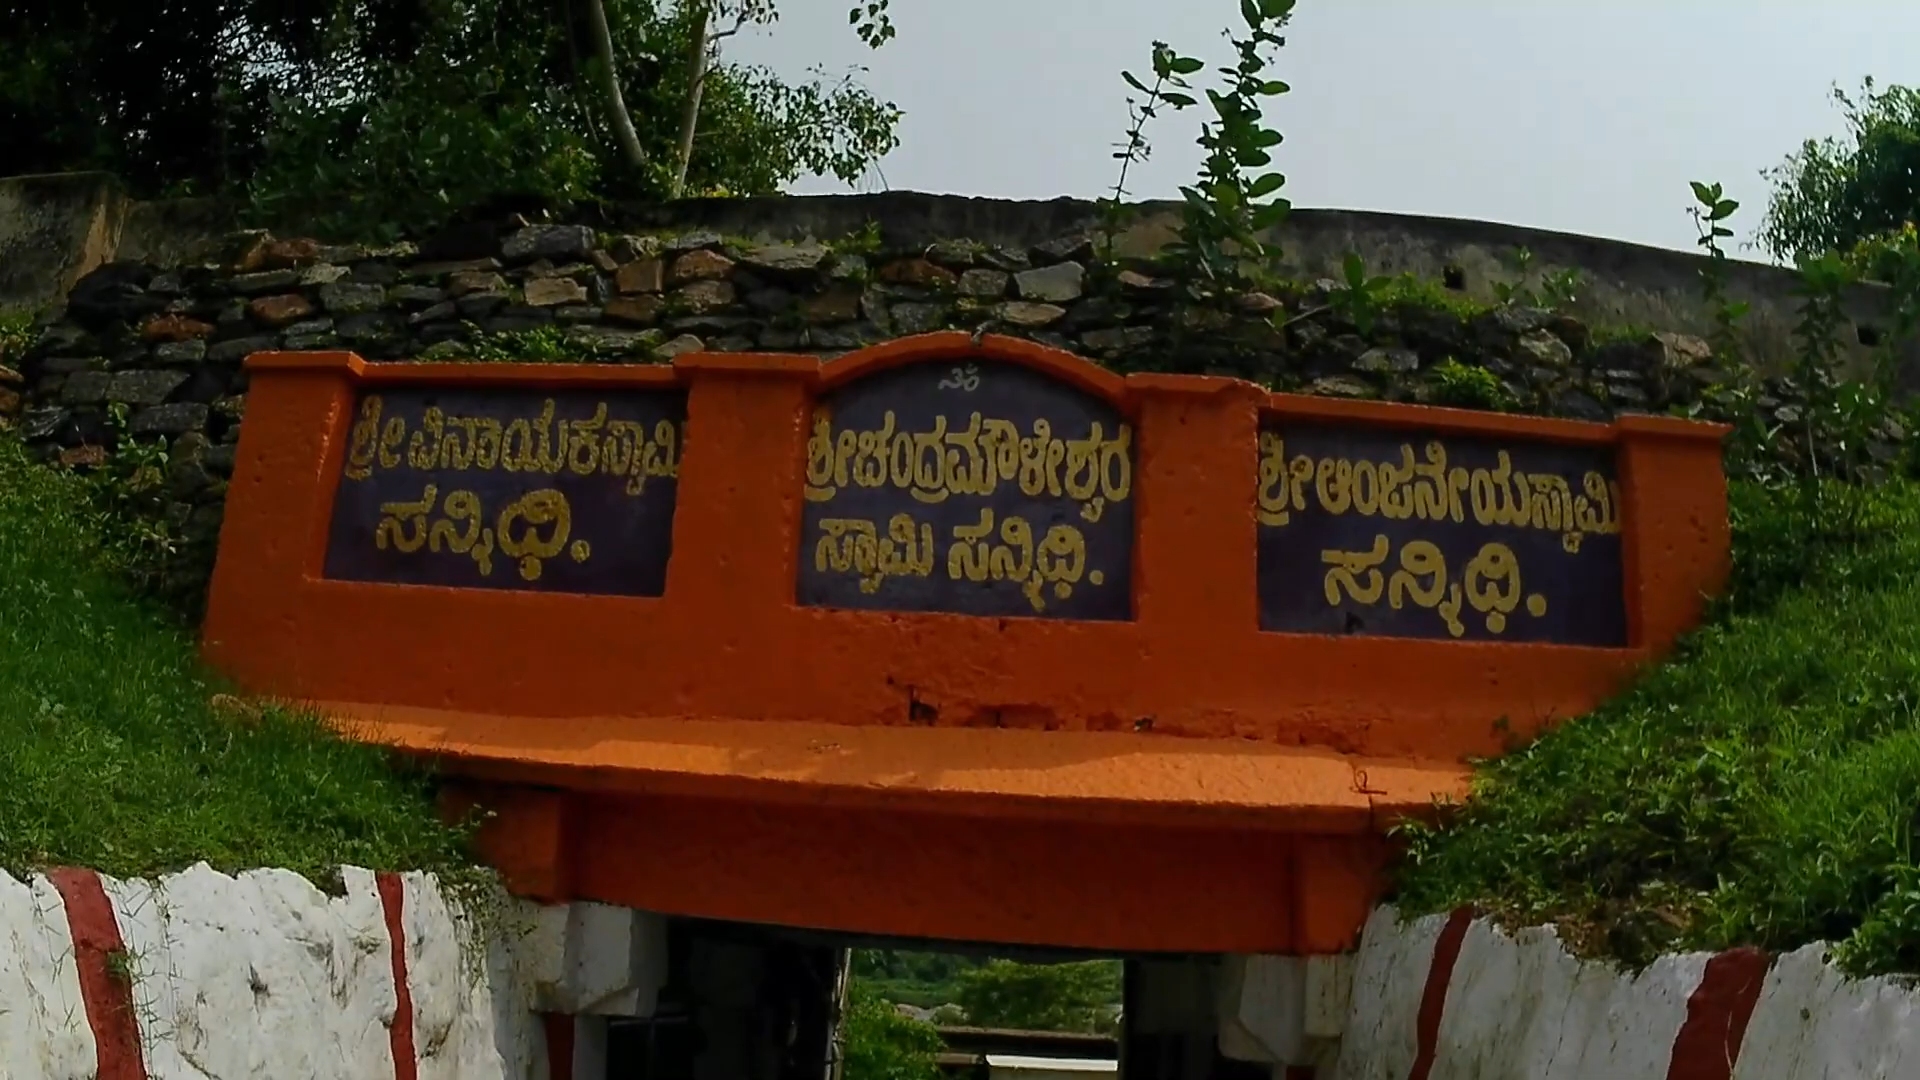 ಶ್ರೀ ವಿನಾಯಕಸ್ವಾಮಿ
ಸನ್ನಿಧಿ.
ಓಂ
ಶ್ರೀಚಂದ್ರಮೌಳೇಶ್ವರ
ಸ್ವಾಮಿ ಸನ್ನಿಧಿ.
ಶ್ರೀಆಂಜನೇಯಸ್ವಾಮಿ
ಸನ್ನಿಧಿ.